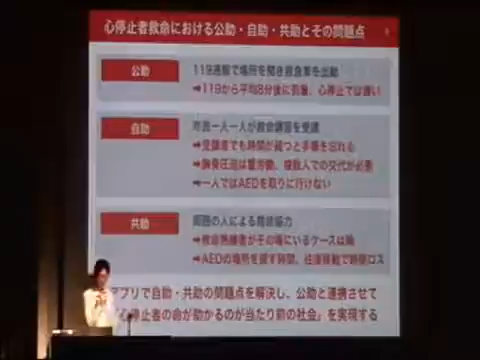 心停止者救命における公助・自助・共助とその問題点
公助
119通報で場所を聞き救急車を出動
➡119から平均8分後に到着、心停止では遅い
自助
市民一人一人が救命講習を受講
➡受講者でも時間が経つと手順を忘れる
➡胸骨圧迫は重労働、複数人での交代が必要
➡一人ではAEDを取りに行けない
共助
周囲の人による救命協力
➡救命熟練者がその場にいるケースは稀
➡AEDの場所を探す時間、往復移動で時間ロス
アプリで自助・共助の問題点を解決し、公助と連携させて
心停止者の命が助かるのが当たり前の社会」を実現する